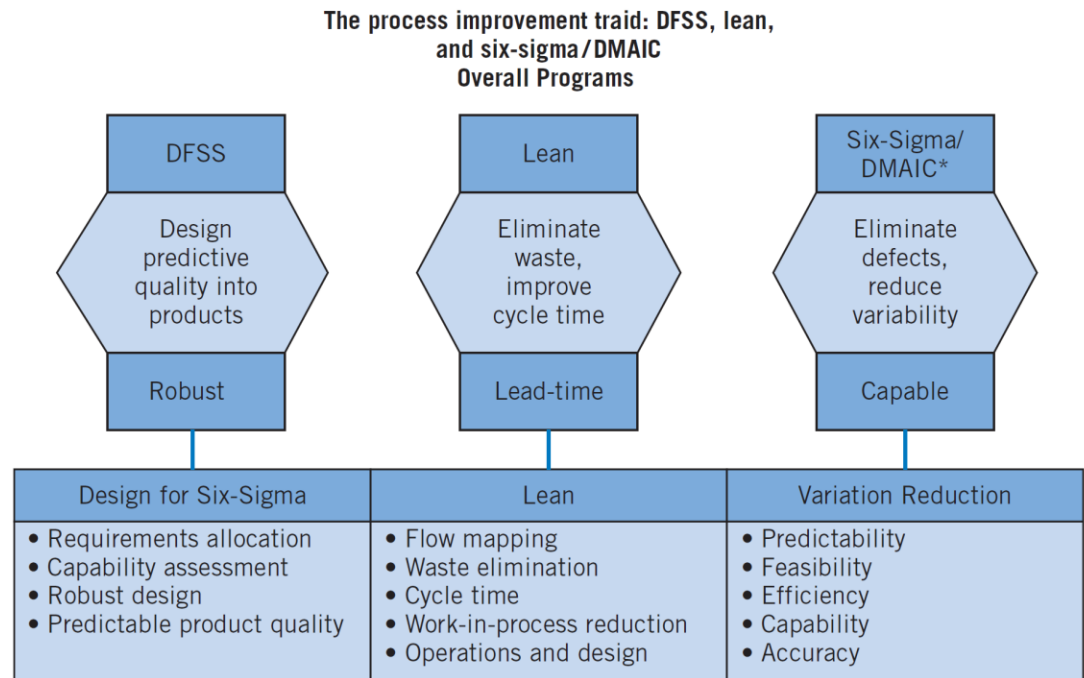 The process improvement traid: DFSS, lean,
and six-sigma/DMAIC
Overall Programs
DFSS
Design
predictive
quality into
products
Robust
Lean
Eliminate
waste,
improve
cycle time
Lead-time
Six-Sigma/
DMAIC*
Eliminate
defects,
reduce
variability
Capable
Design for Six-Sigma
• Requirements allocation
• Capability assessment
• Robust design
• Predictable product quality
Lean
• Flow mapping
• Waste elimination
• Cycle time
• Work-in-process reduction
• Operations and design
Variation Reduction
• Predictability
• Feasibility
• Efficiency
• Capability
• Accuracy